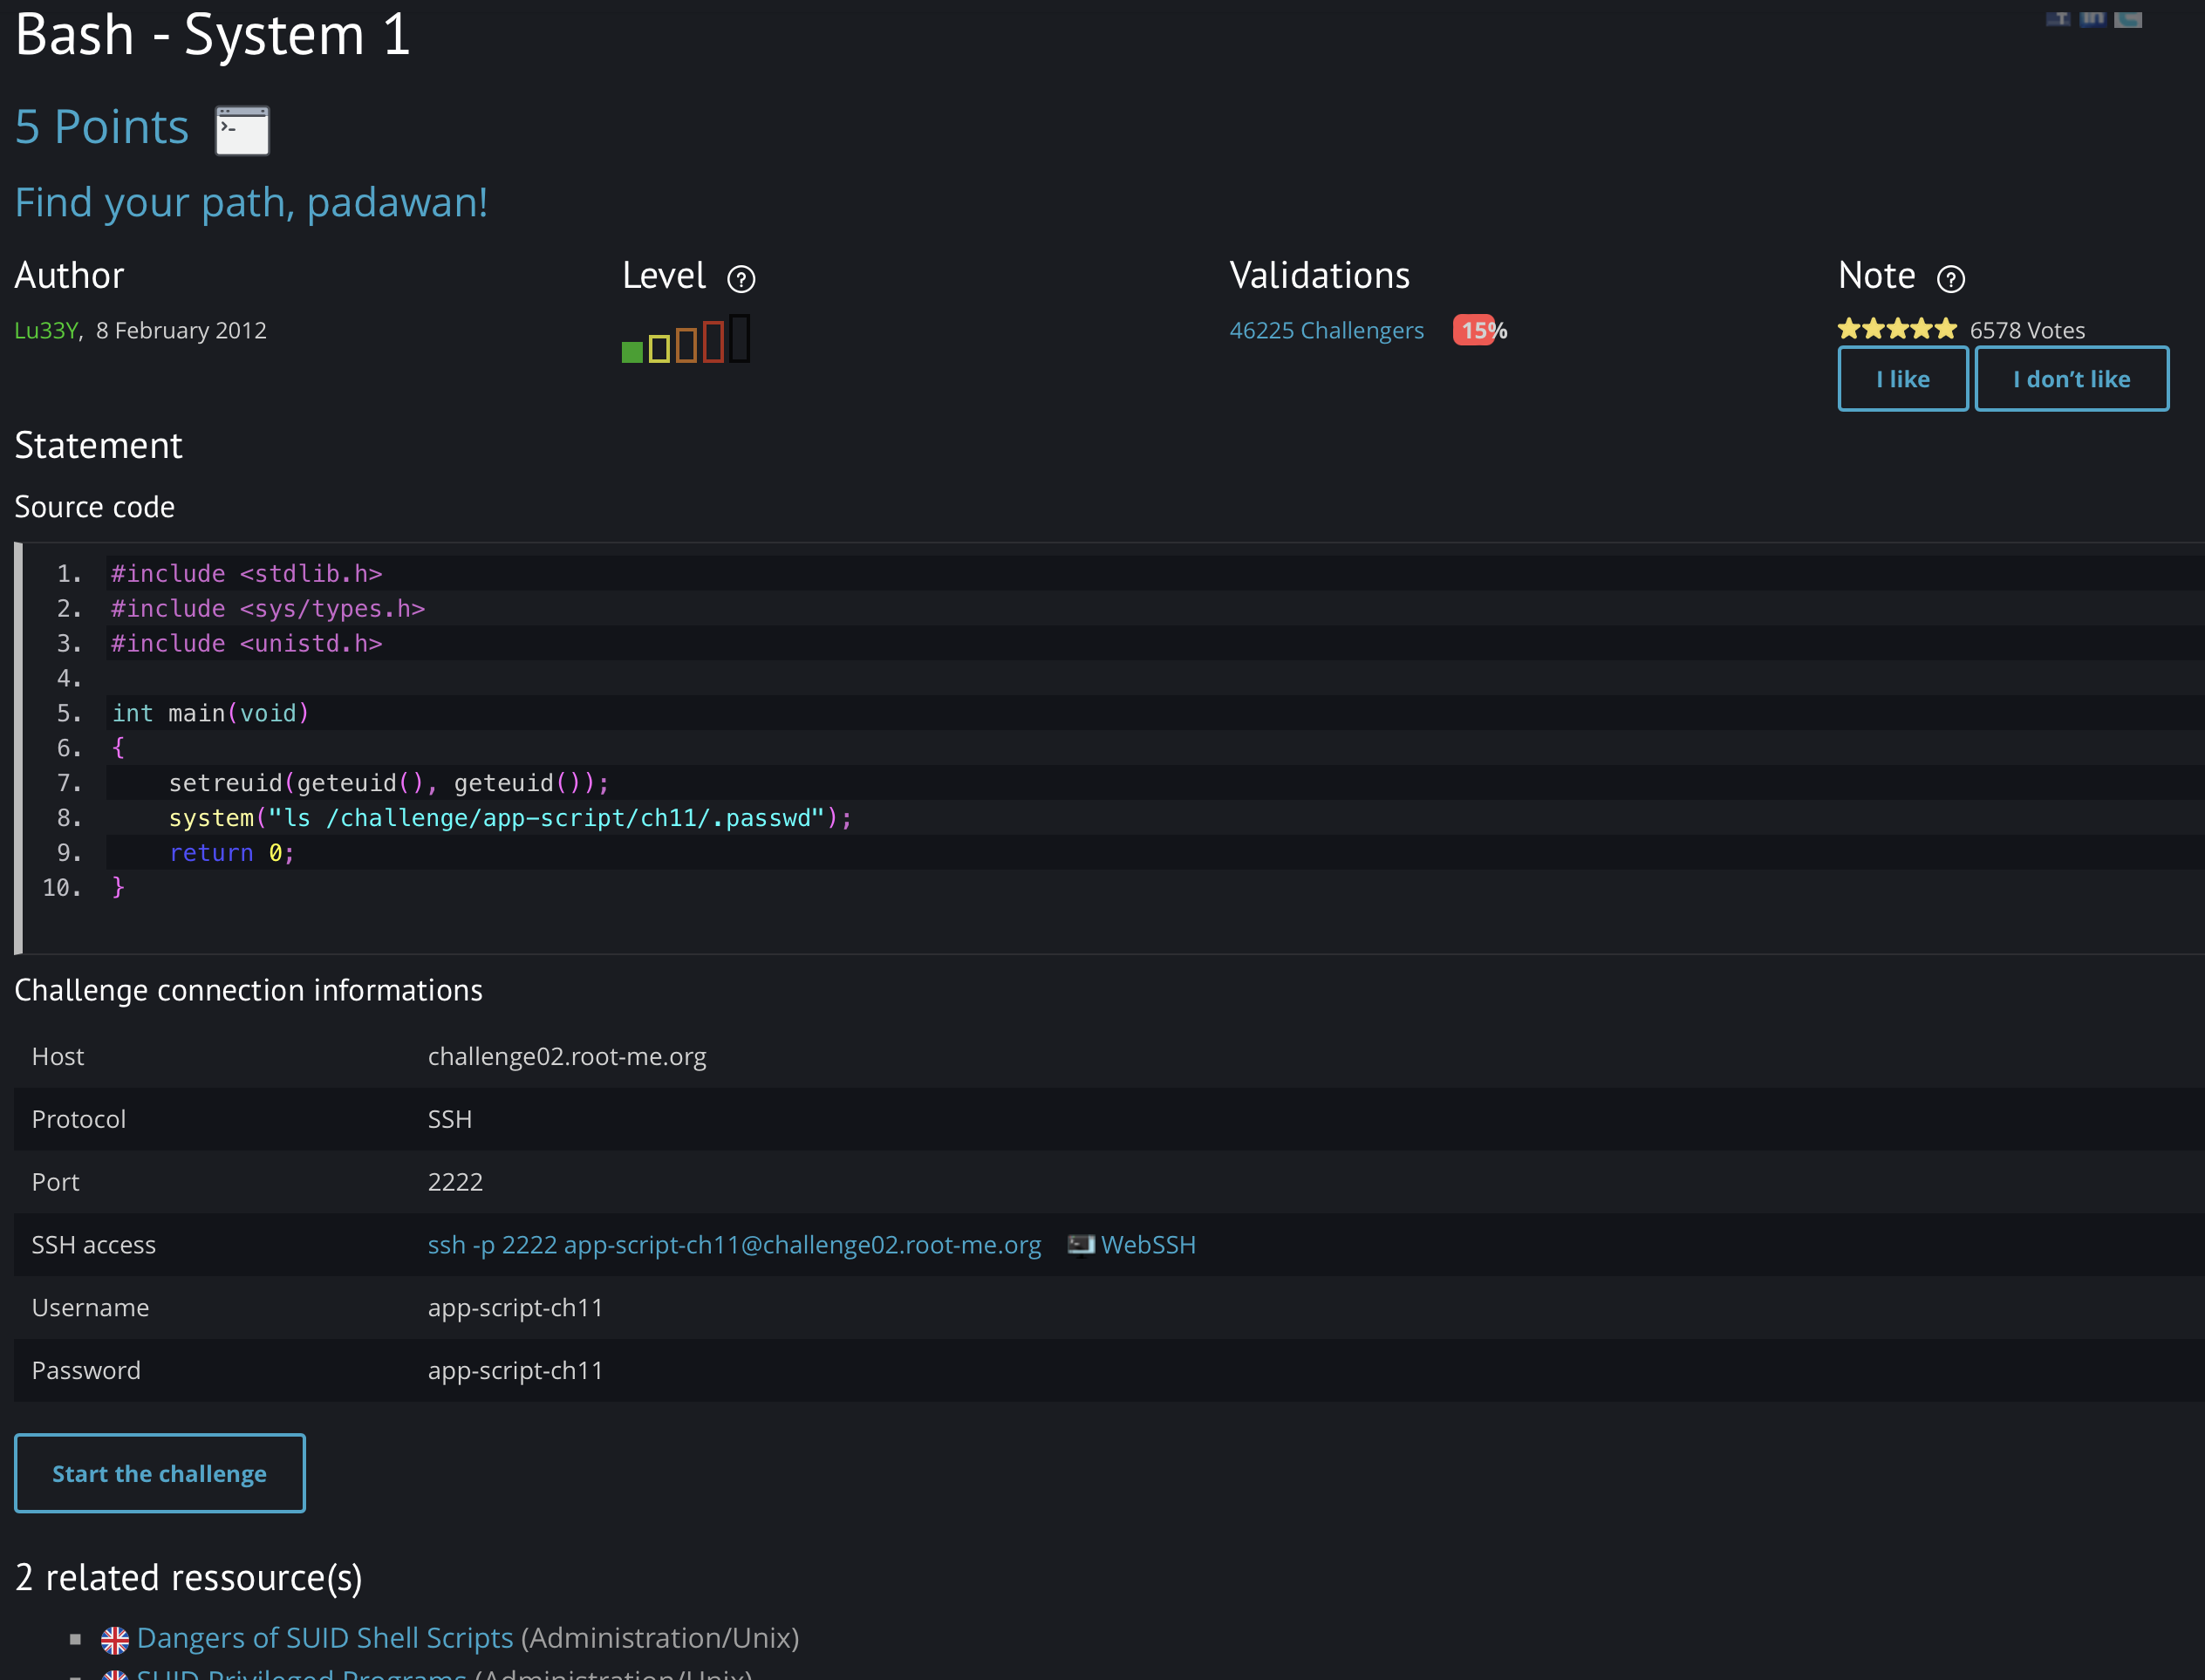 Bash - System 1
5 Points
Find your path, padawan!
Author
Lu33Y, 8 February 2012
Level ?
Validations
46225 Challengers 15%
Note ?
6578 Votes
I like I don’t like
Statement
Source code
1. #include <stdlib.h>
2. #include <sys/types.h>
3. #include <unistd.h>
4.
5. int main(void)
6. {
7.     setreuid(geteuid(), geteuid());
8.     system("ls /challenge/app-script/ch11/.passwd");
9.     return 0;
10. }
Challenge connection informations
Host challenge02.root-me.org
Protocol SSH
Port 2222
SSH access ssh -p 2222 app-script-ch11@challenge02.root-me.org WebSSH
Username app-script-ch11
Password app-script-ch11
Start the challenge
2 related ressource(s)
Dangers of SUID Shell Scripts (Administration/Unix)
SUID Privileged Programs (Administration/Unix)